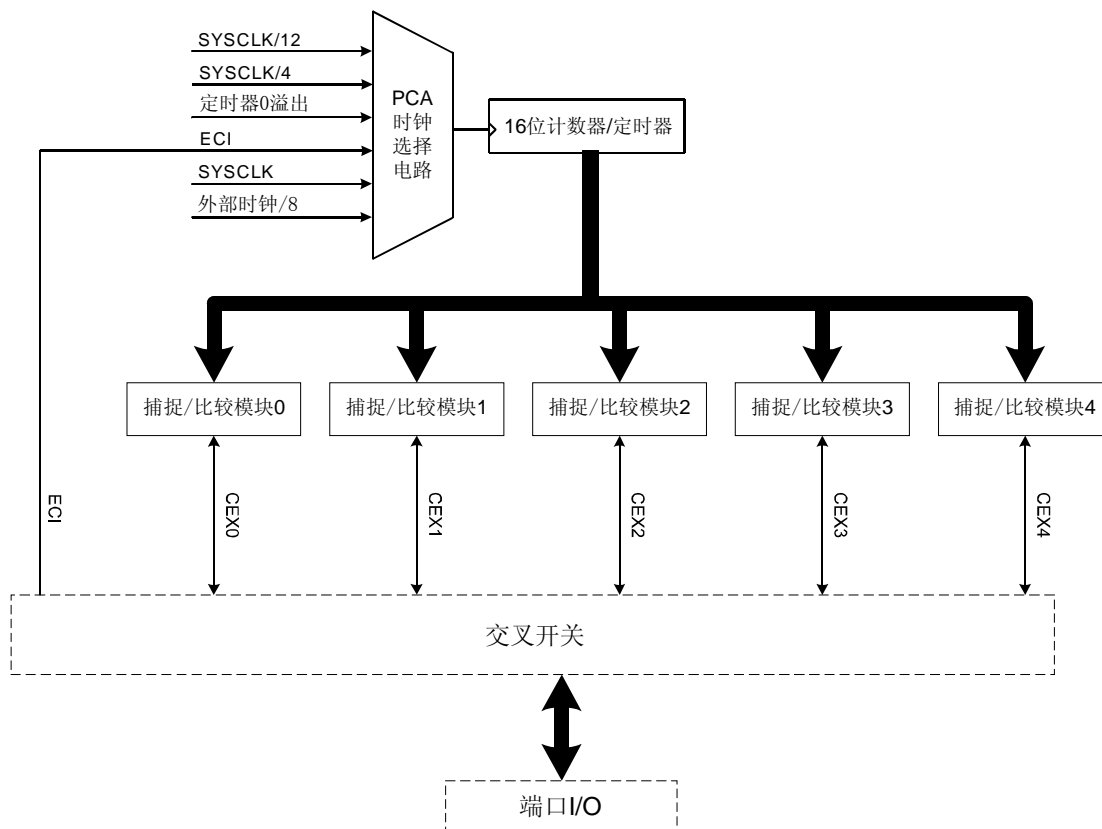 SYSCLK/12
SYSCLK/4
定时器0溢出
ECI
SYSCLK
外部时钟/8
PCA
时钟
选择
电路
16位计数器/定时器
捕捉/比较模块0
捕捉/比较模块1
捕捉/比较模块2
捕捉/比较模块3
捕捉/比较模块4
ECI
CEX0
CEX1
CEX2
CEX3
CEX4
交叉开关
端口I/O